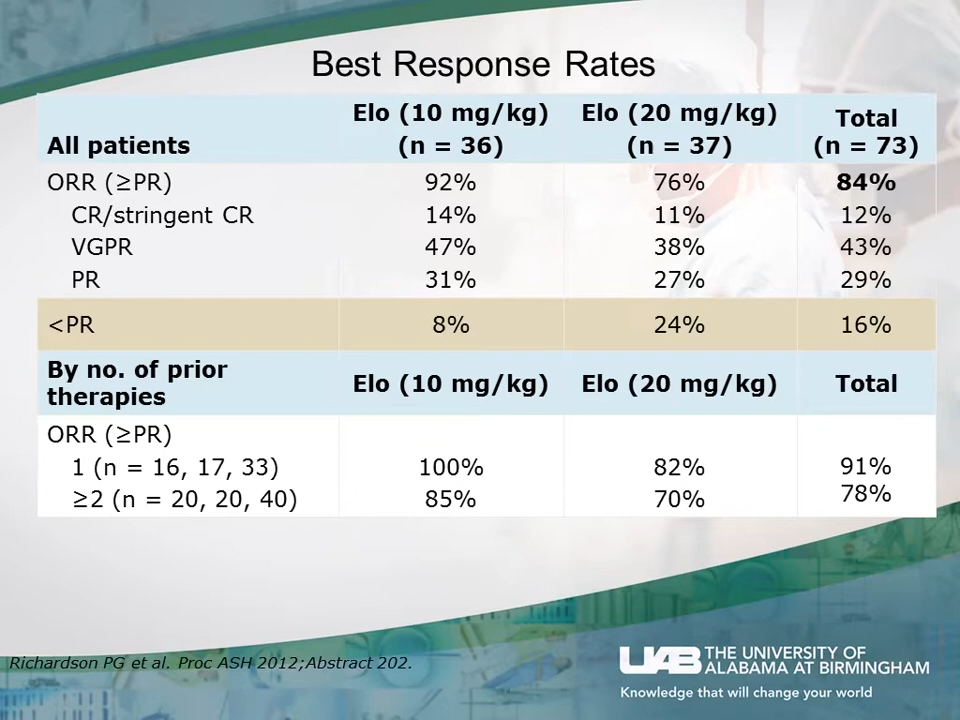 Best Response Rates
All patients Elo (10 mg/kg) (n = 36) Elo (20 mg/kg) (n = 37) Total (n = 73)
ORR (≥PR) 92% 76% 84%
CR/stringent CR 14% 11% 12%
VGPR 47% 38% 43%
PR 31% 27% 29%
<PR 8% 24% 16%
By no. of prior therapies Elo (10 mg/kg) Elo (20 mg/kg) Total
ORR (≥PR)
1 (n = 16, 17, 33) 100% 82% 91%
≥2 (n = 20, 20, 40) 85% 70% 78%
Richardson PG et al. Proc ASH 2012;Abstract 202.
UAB THE UNIVERSITY OF
ALABAMA AT BIRMINGHAM
Knowledge that will change your world